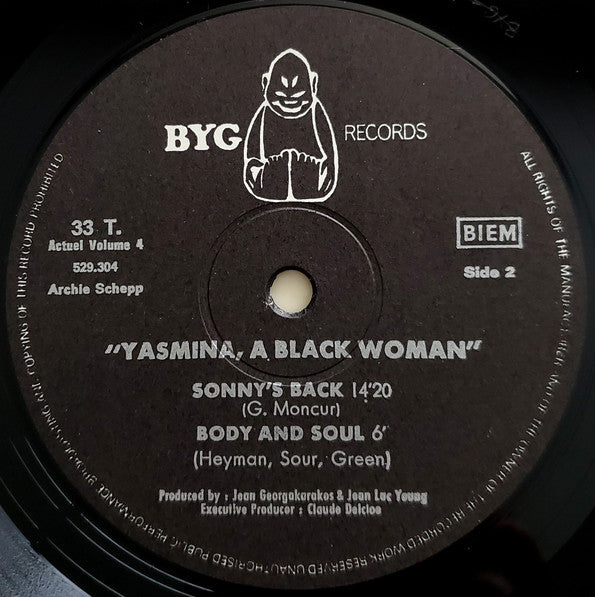 BYG RECORDS
33 T.
Actuel Volume 4
529.304
Archie Schepp
BIEM
Side 2
"YASMINA, A BLACK WOMAN"
SONNY'S BACK 14'20
(G. Moncur)
BODY AND SOUL 6'
(Heyman, Sour, Green)
Produced by : Jean Georgakarakos & Jean Luc Young
Executive Producer : Claude Delcloo
ALL RIGHTS OF THE MANUFACTURER AND OF THE OWNER OF THE RECORDED WORK RESERVED UNAUTHORISED PUBLIC PERFORMANCE BROADCASTING AND COPYING OF THIS RECORD PROHIBITED